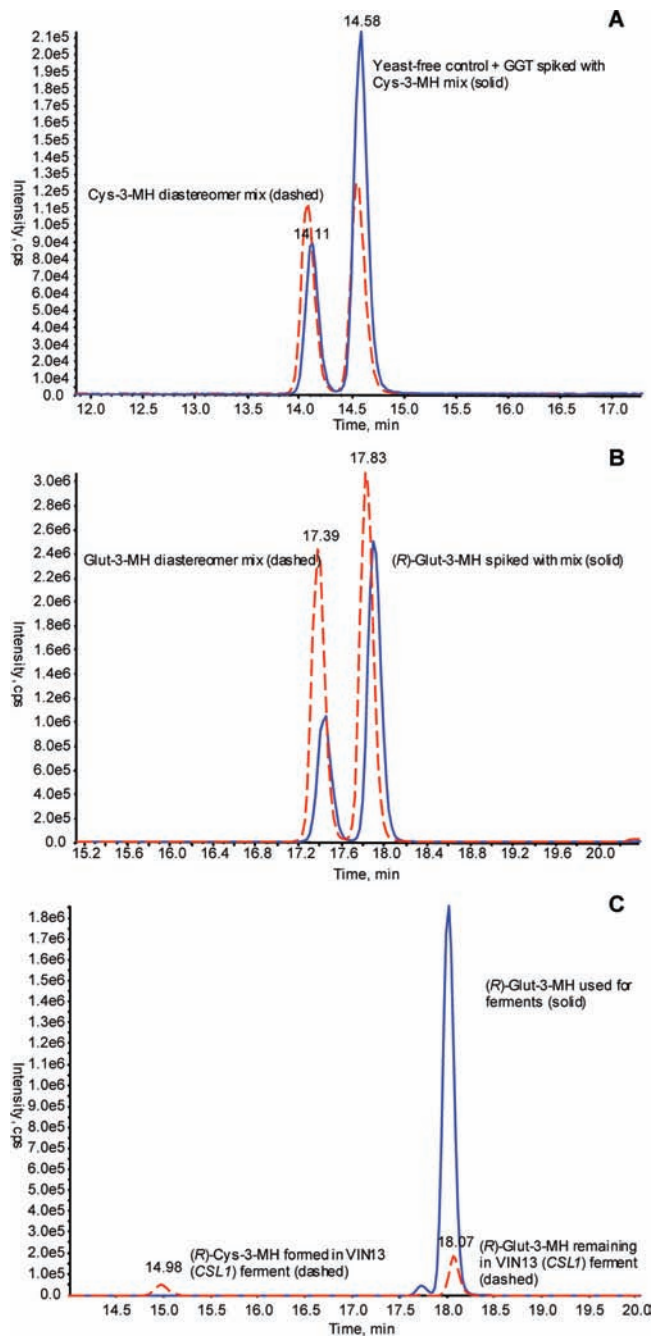 A
14.58
2.1e5
2.0e5
1.9e5
1.8e5
1.7e5
1.6e5
1.5e5
1.4e5
1.3e5
1.2e5
1.1e5
1.0e5
9.0e4
8.0e4
7.0e4
6.0e4
5.0e4
4.0e4
3.0e4
2.0e4
1.0e4
0.0
Intensity, cps
Yeast-free control + GGT spiked with
Cys-3-MH mix (solid)
Cys-3-MH diastereomer mix (dashed)
14.11
12.0 12.5 13.0 13.5 14.0 14.5 15.0 15.5 16.0 16.5 17.0
Time, min
B
17.83
3.0e6
2.8e6
2.6e6
2.4e6
2.2e6
2.0e6
1.8e6
1.6e6
1.4e6
1.2e6
1.0e6
8.0e5
6.0e5
4.0e5
2.0e5
0.0
Intensity, cps
17.39
Glut-3-MH diastereomer mix (dashed)
(R)-Glut-3-MH spiked with mix (solid)
15.2 15.6 16.0 16.4 16.8 17.2 17.6 18.0 18.4 18.8 19.2 19.6 20.0
Time, min
C
1.8e6
1.7e6
1.6e6
1.5e6
1.4e6
1.3e6
1.2e6
1.1e6
1.0e6
9.0e5
8.0e5
7.0e5
6.0e5
5.0e5
4.0e5
3.0e5
2.0e5
1.0e5
0.0
Intensity, cps
(R)-Glut-3-MH used for
ferments (solid)
14.98
(R)-Cys-3-MH formed in VIN13
(CSL1) ferment (dashed)
18.07
(R)-Glut-3-MH remaining
in VIN13 (CSL1) ferment
(dashed)
14.5 15.0 15.5 16.0 16.5 17.0 17.5 18.0 18.5 19.0 19.5 20.0
Time, min